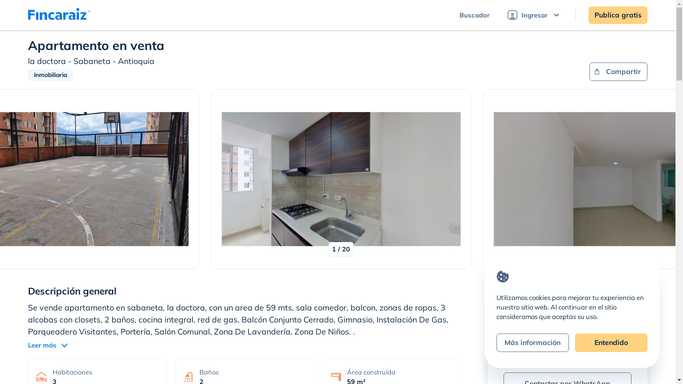 Fincaraiz
Buscador
Ingresar
Publica gratis
Apartamento en venta
la doctora - Sabaneta - Antioquia
Inmobiliaria
Compartir
1 / 20
Descripción general
Se vende apartamento en sabaneta, la doctora, con un area de 59 mts, sala comedor, balcon, zonas de ropas, 3
alcobas con closets, 2 baños, cocina integral, red de gas, Balcón Conjunto Cerrado, Gimnasio, Instalación De Gas,
Parqueadero Visitantes, Portería, Salón Comunal, Zona De Lavandería, Zona De Niños. .
Leer más
Habitaciones
3
Baños
2
Área construida
59 m²
Utilizamos cookies para mejorar tu experiencia en
nuestro sitio web. Al continuar en el sitio
consideramos que aceptas su uso.
Más información
Entendido
Contactar por WhatsApp